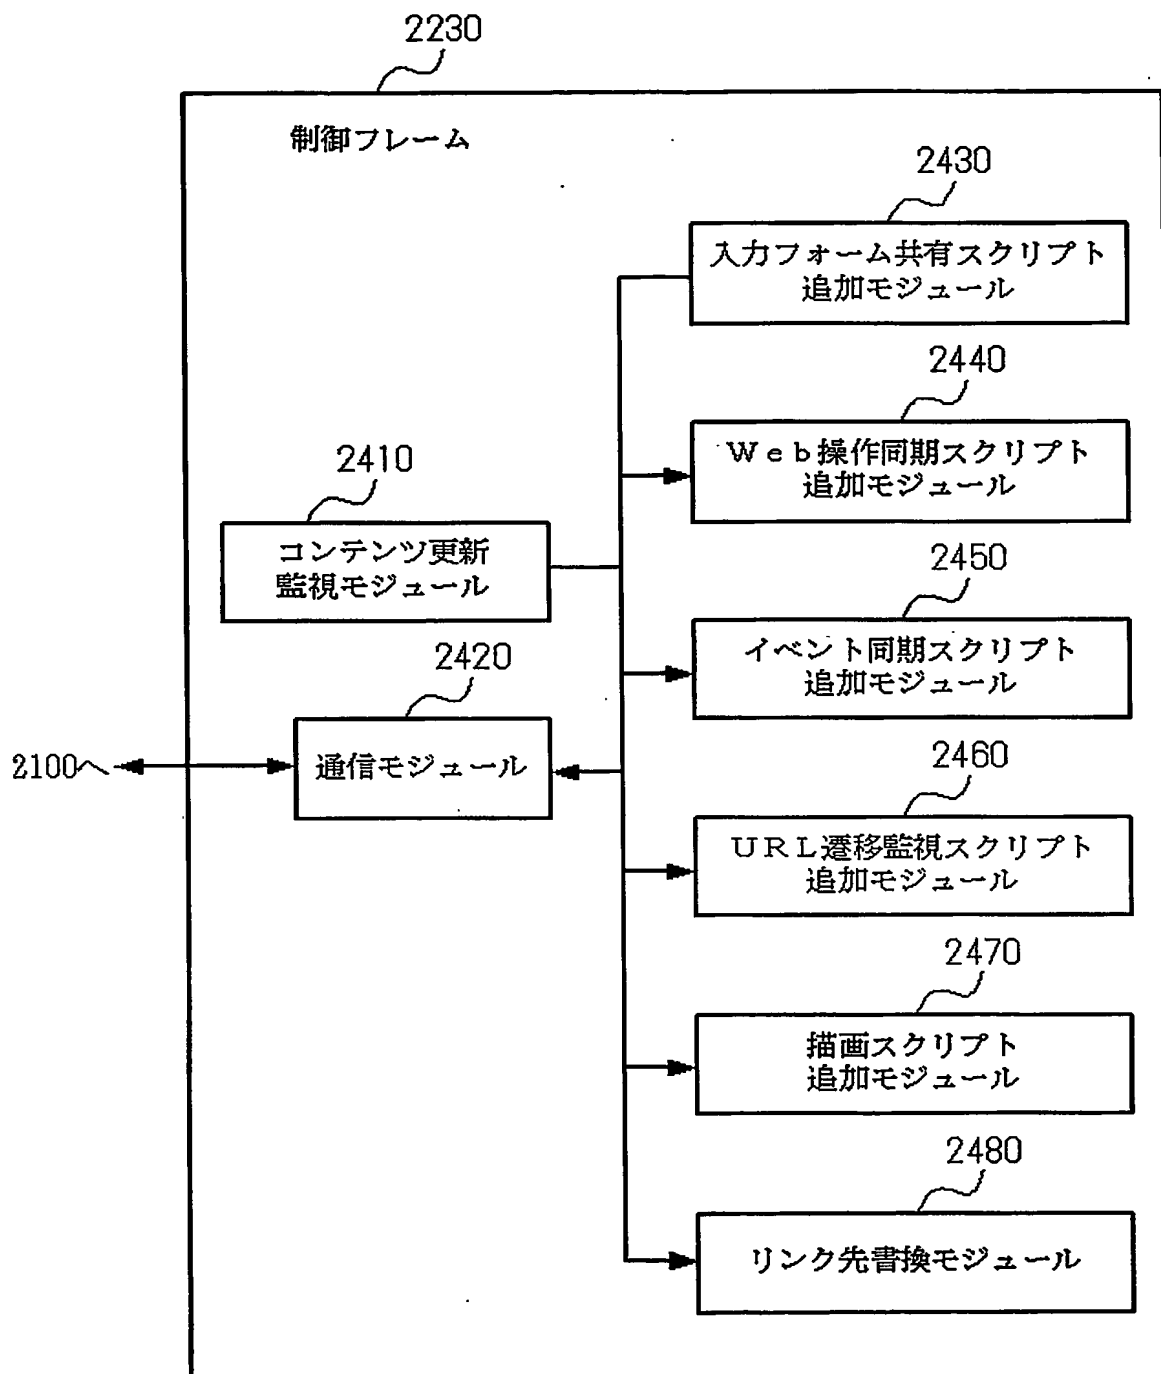 2230
制御フレーム
2430
入力フォーム共有スクリプト
追加モジュール
2440
Ｗｅｂ操作同期スクリプト
追加モジュール
2410
コンテンツ更新
監視モジュール
2450
イベント同期スクリプト
追加モジュール
2420
2100
通信モジュール
2460
ＵＲＬ遷移監視スクリプト
追加モジュール
2470
描画スクリプト
追加モジュール
2480
リンク先書換モジュール